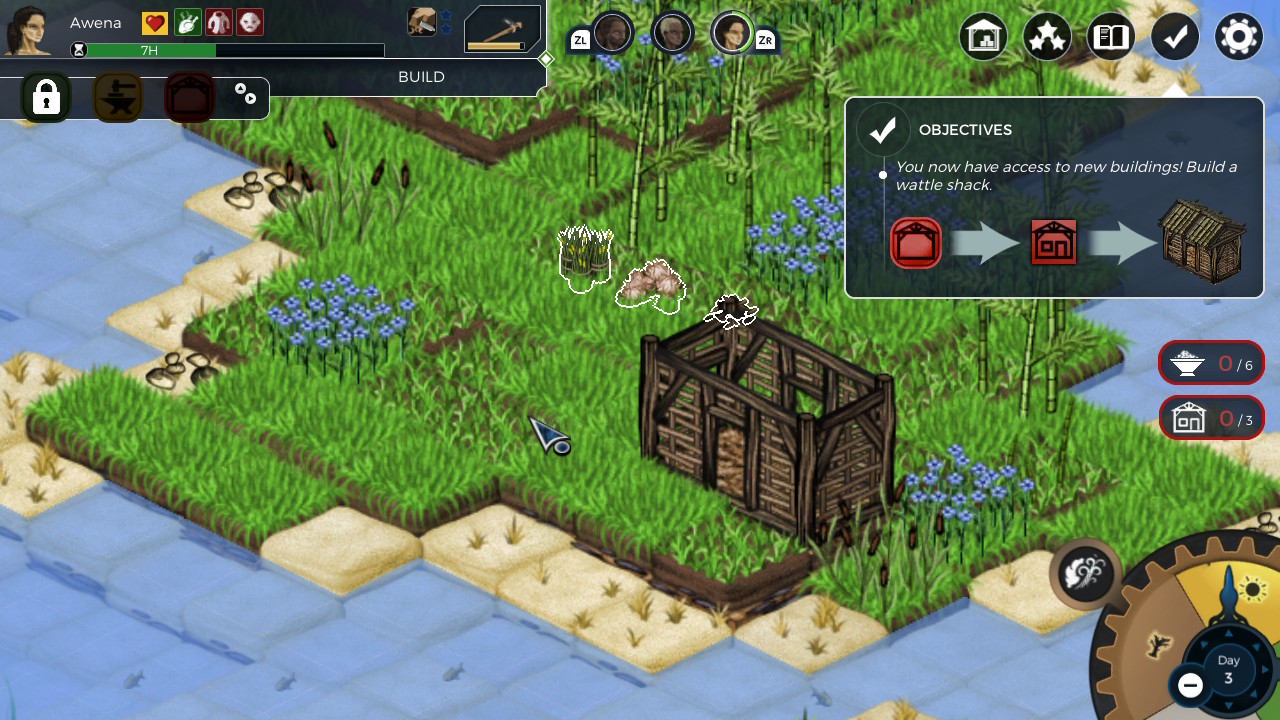 Awena
7H
BUILD
ZL
ZR
OBJECTIVES
You now have access to new buildings! Build a
wattle shack.
0 / 6
0 / 3
Day
3